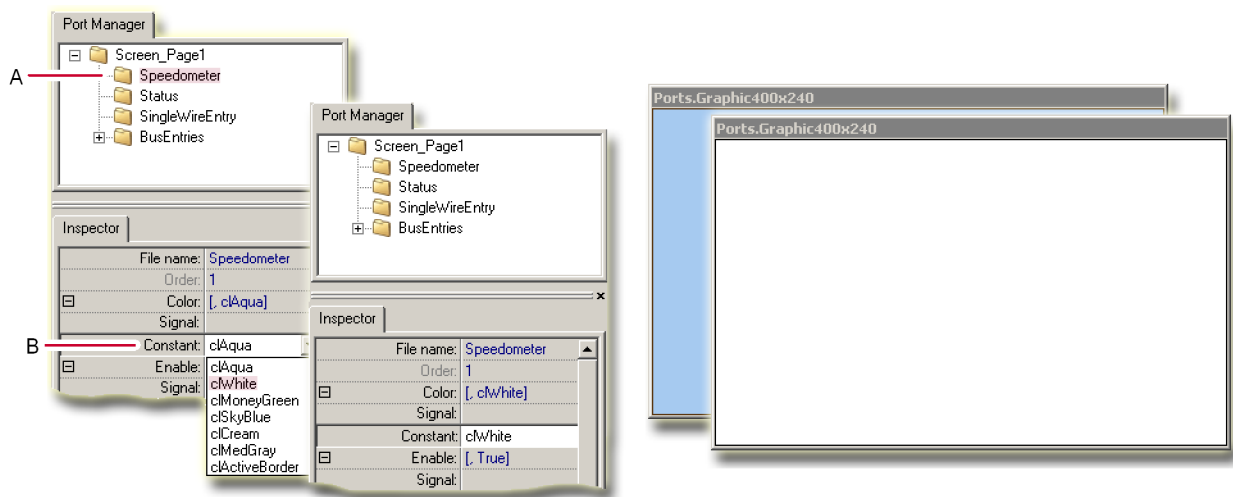 Port Manager
Screen_Page1
A
Speedometer
Status
SingleWireEntry
BusEntries
Inspector
File name: Speedometer
Order: 1
Color: [, clAqua]
Signal:
B
Constant: clAqua
Enable: clAqua
Signal: clWhite
clMoneyGreen
clSkyBlue
clCream
clMedGray
clActiveBorder
Port Manager
Screen_Page1
Speedometer
Status
SingleWireEntry
BusEntries
Inspector
File name: Speedometer
Order: 1
Color: [, clWhite]
Signal:
Constant: clWhite
Enable: [, True]
Signal:
Ports.Graphic400x240
Ports.Graphic400x240